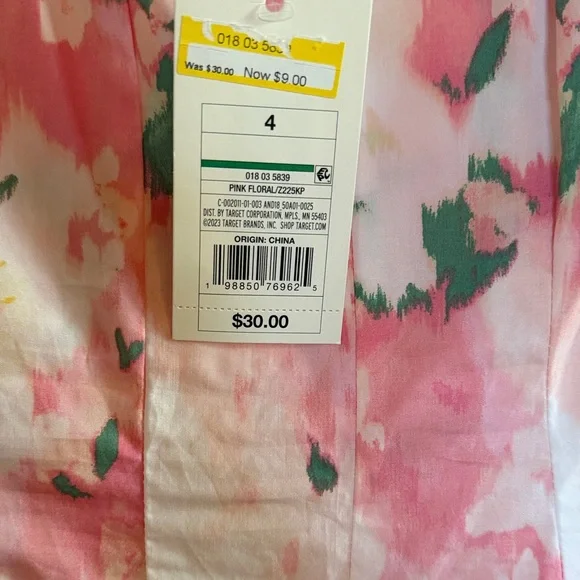 018 03 5839
Was $30.00 Now $9.00
4
018 03 5839
PINK FLORAL/Z225KP
C-002011-01-003 AND18_50A01-0025
DIST. BY TARGET CORPORATION, MPLS., MN 55403
©2023 TARGET BRANDS, INC. SHOP TARGET.COM
ORIGIN: CHINA
1 98850 76962 5
$30.00